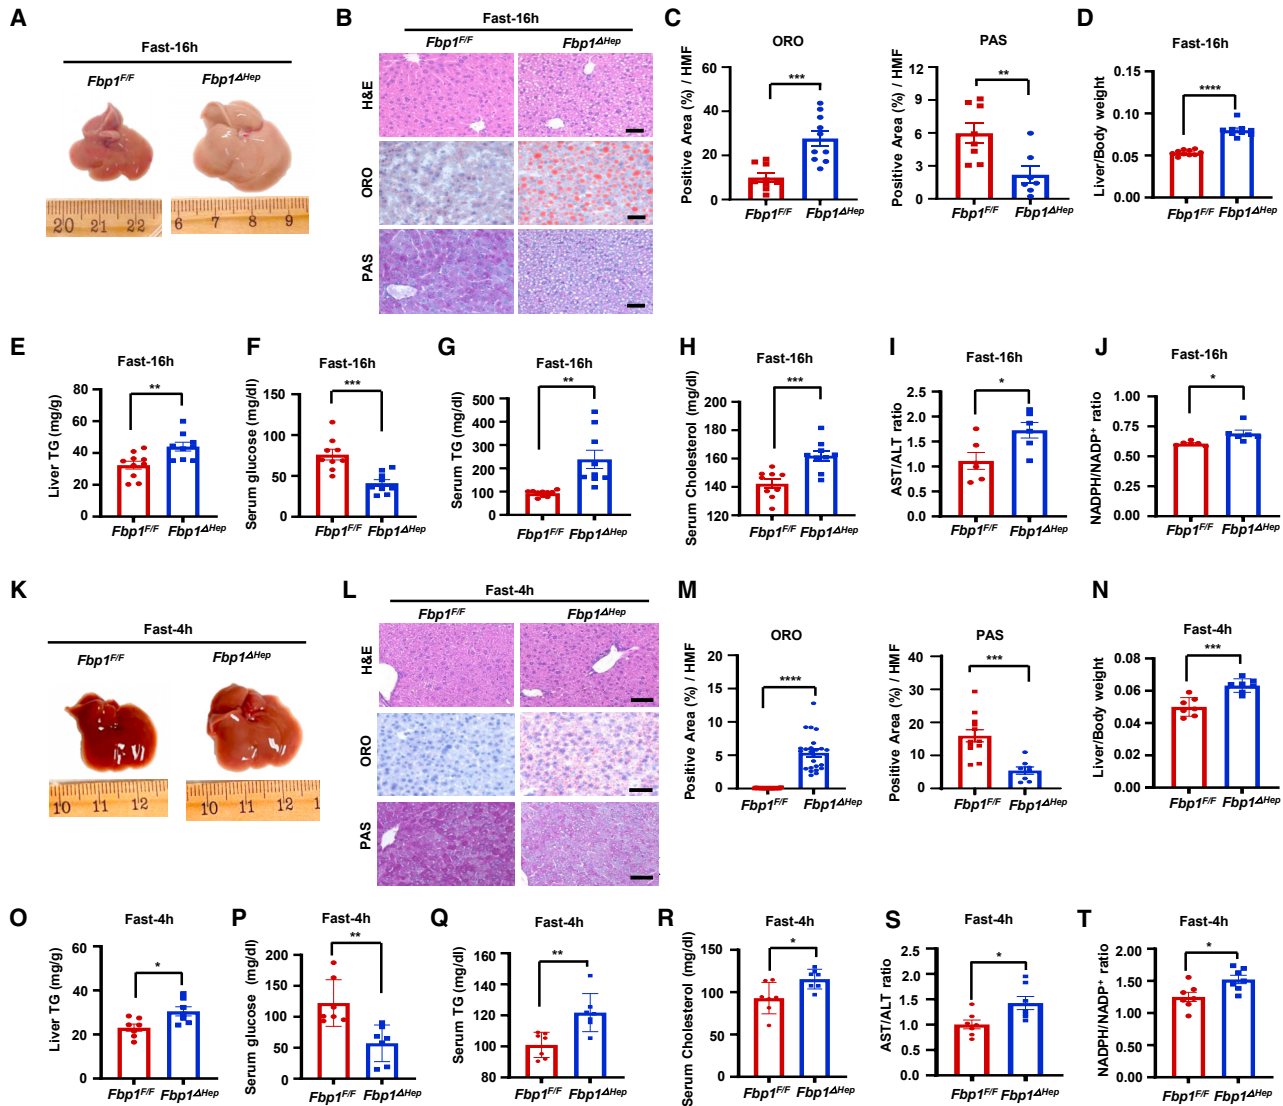 A
Fast-16h
Fbp1F/F
Fbp1ΔHep
20 21 22
6 7 8 9
B
Fast-16h
Fbp1F/F
Fbp1ΔHep
H&E
ORO
PAS
C
ORO
Positive Area (%) / HMF
60
40
20
0
***
Fbp1F/F
Fbp1ΔHep
PAS
Positive Area (%) / HMF
12
9
6
3
0
**
Fbp1F/F
Fbp1ΔHep
D
Fast-16h
Liver/Body weight
0.15
0.10
0.05
0.00
****
Fbp1F/F
Fbp1ΔHep
E
Fast-16h
Liver TG (mg/g)
80
60
40
20
0
**
Fbp1F/F
Fbp1ΔHep
F
Fast-16h
Serum glucose (mg/dl)
150
100
50
0
***
Fbp1F/F
Fbp1ΔHep
G
Fast-16h
Serum TG (mg/dl)
500
400
300
200
100
0
**
Fbp1F/F
Fbp1ΔHep
H
Fast-16h
Serum Cholesterol (mg/dl)
200
180
160
140
120
***
Fbp1F/F
Fbp1ΔHep
I
Fast-16h
AST/ALT ratio
2.5
2.0
1.5
1.0
0.5
0.0
*
Fbp1F/F
Fbp1ΔHep
J
Fast-16h
NADPH/NADP+ ratio
1.00
0.75
0.50
0.25
0.00
*
Fbp1F/F
Fbp1ΔHep
K
Fast-4h
Fbp1F/F
Fbp1ΔHep
10 11 12
10 11 12 1
L
Fast-4h
Fbp1F/F
Fbp1ΔHep
H&E
ORO
PAS
M
ORO
Positive Area (%) / HMF
20
15
10
5
0
****
Fbp1F/F
Fbp1ΔHep
PAS
Positive Area (%) / HMF
40
30
20
10
0
***
Fbp1F/F
Fbp1ΔHep
N
Fast-4h
Liver/Body weight
0.08
0.06
0.04
0.02
0.00
***
Fbp1F/F
Fbp1ΔHep
O
Fast-4h
Liver TG (mg/g)
60
40
20
0
*
Fbp1F/F
Fbp1ΔHep
P
Fast-4h
Serum glucose (mg/dl)
200
150
100
50
0
**
Fbp1F/F
Fbp1ΔHep
Q
Fast-4h
Serum TG (mg/dl)
160
140
120
100
80
**
Fbp1F/F
Fbp1ΔHep
R
Fast-4h
Serum Cholesterol (mg/dl)
150
100
50
0
*
Fbp1F/F
Fbp1ΔHep
S
Fast-4h
AST/ALT ratio
2.5
2.0
1.5
1.0
0.5
0.0
*
Fbp1F/F
Fbp1ΔHep
T
Fast-4h
NADPH/NADP+ ratio
2.00
1.50
1.00
0.50
0.00
*
Fbp1F/F
Fbp1ΔHep